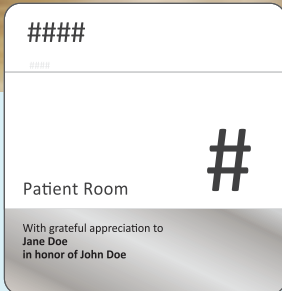 ####
####
#
Patient Room
With grateful appreciation to
Jane Doe
in honor of John Doe